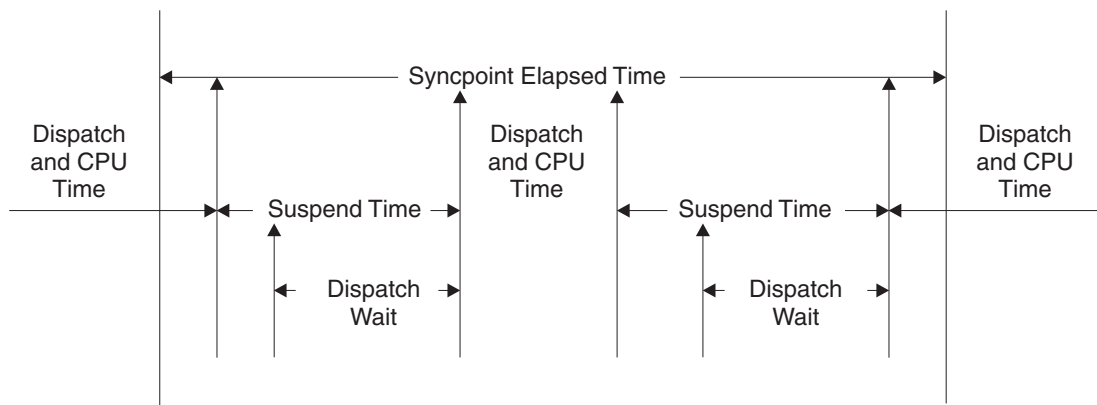 Syncpoint Elapsed Time
Dispatch
and CPU
Time
Dispatch
and CPU
Time
Dispatch
and CPU
Time
Suspend Time
Suspend Time
Dispatch
Wait
Dispatch
Wait